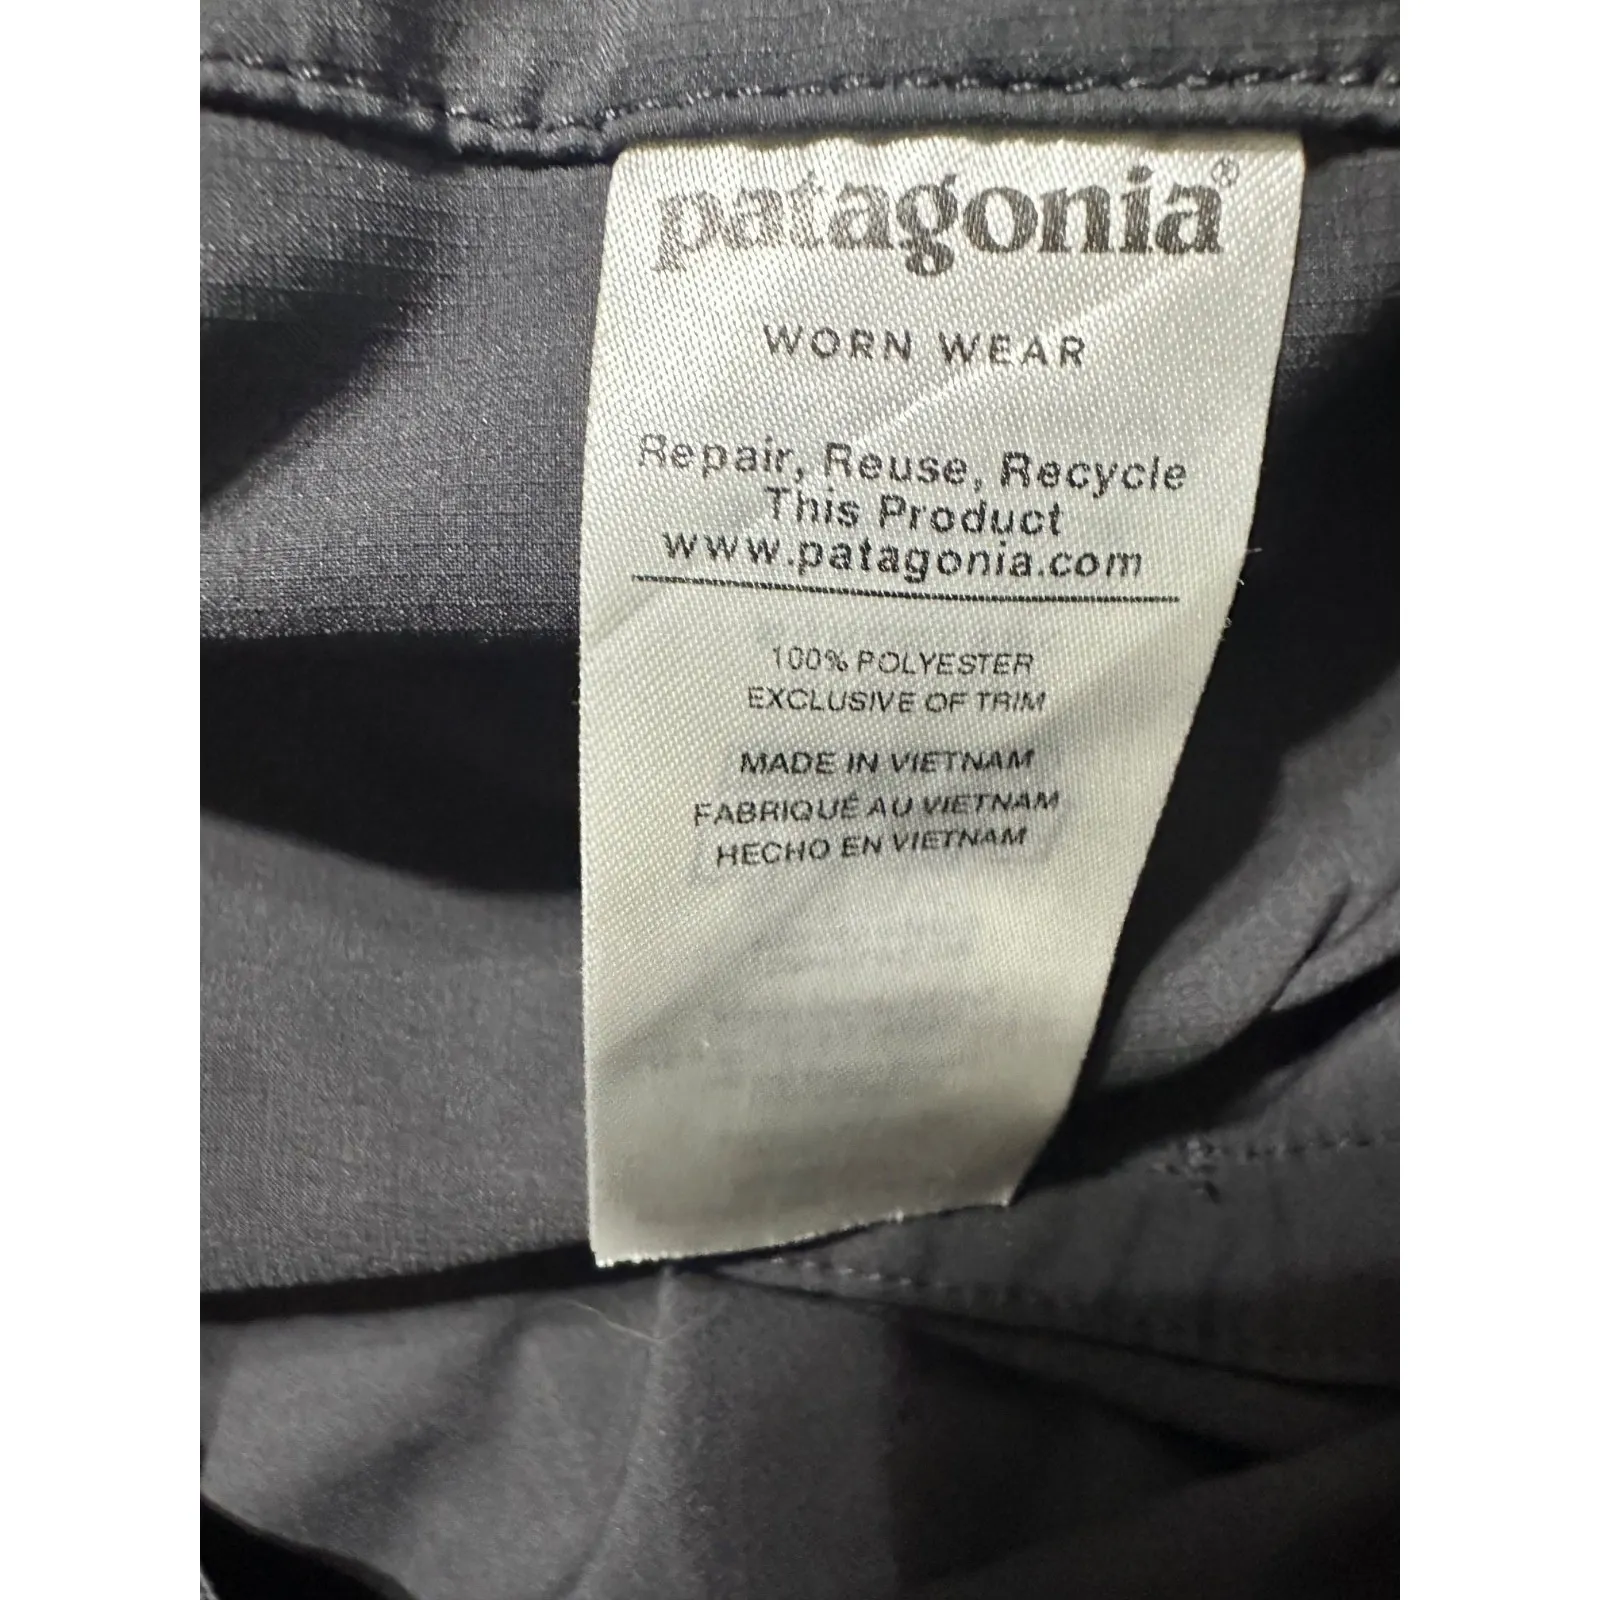 patagonia®
WORN WEAR
Repair, Reuse, Recycle
This Product
www.patagonia.com
100% POLYESTER
EXCLUSIVE OF TRIM
MADE IN VIETNAM
FABRIQUÉ AU VIETNAM
HECHO EN VIETNAM